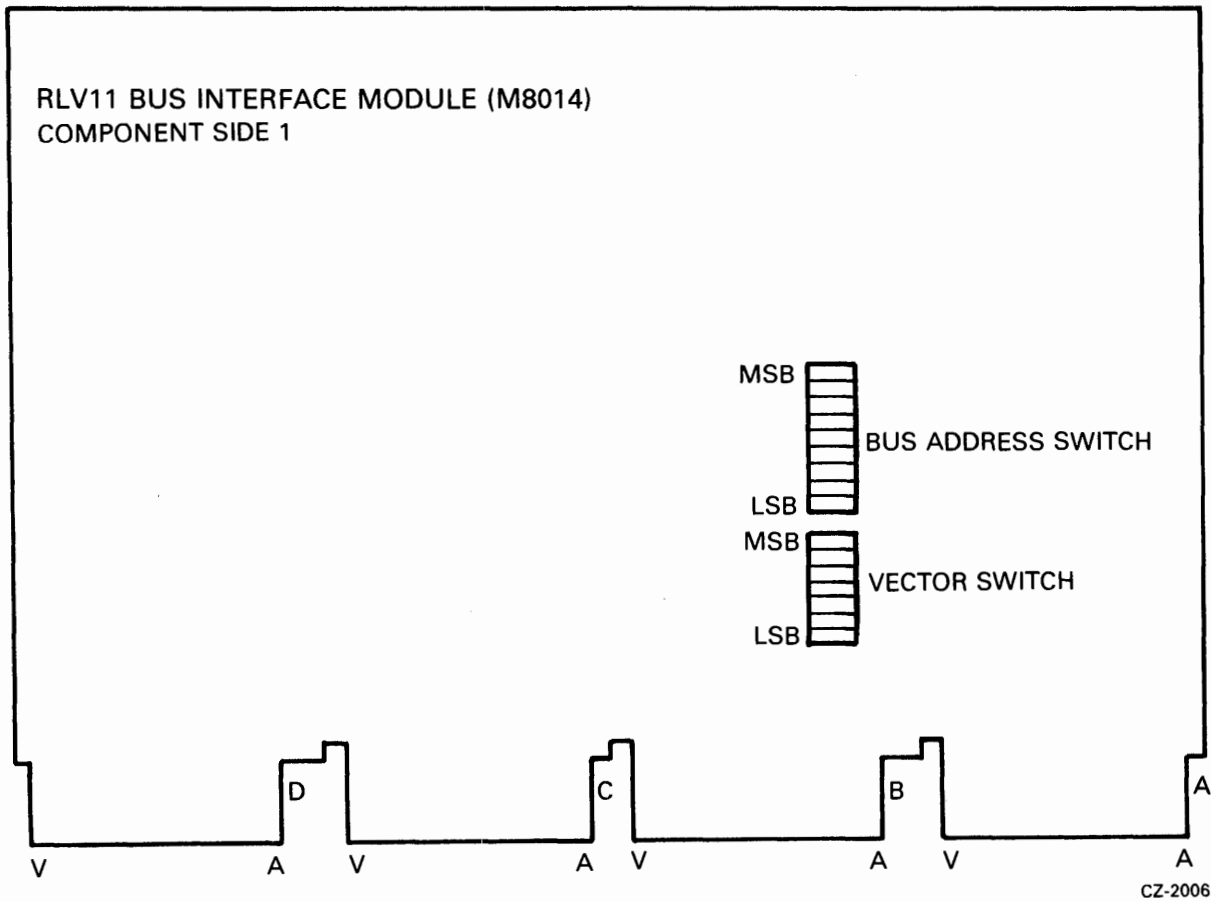 RLV11 BUS INTERFACE MODULE (M8014)
COMPONENT SIDE 1
MSB
BUS ADDRESS SWITCH
LSB
MSB
VECTOR SWITCH
LSB
D
C
B
A
V
A
V
A
V
A
V
A
CZ-2006